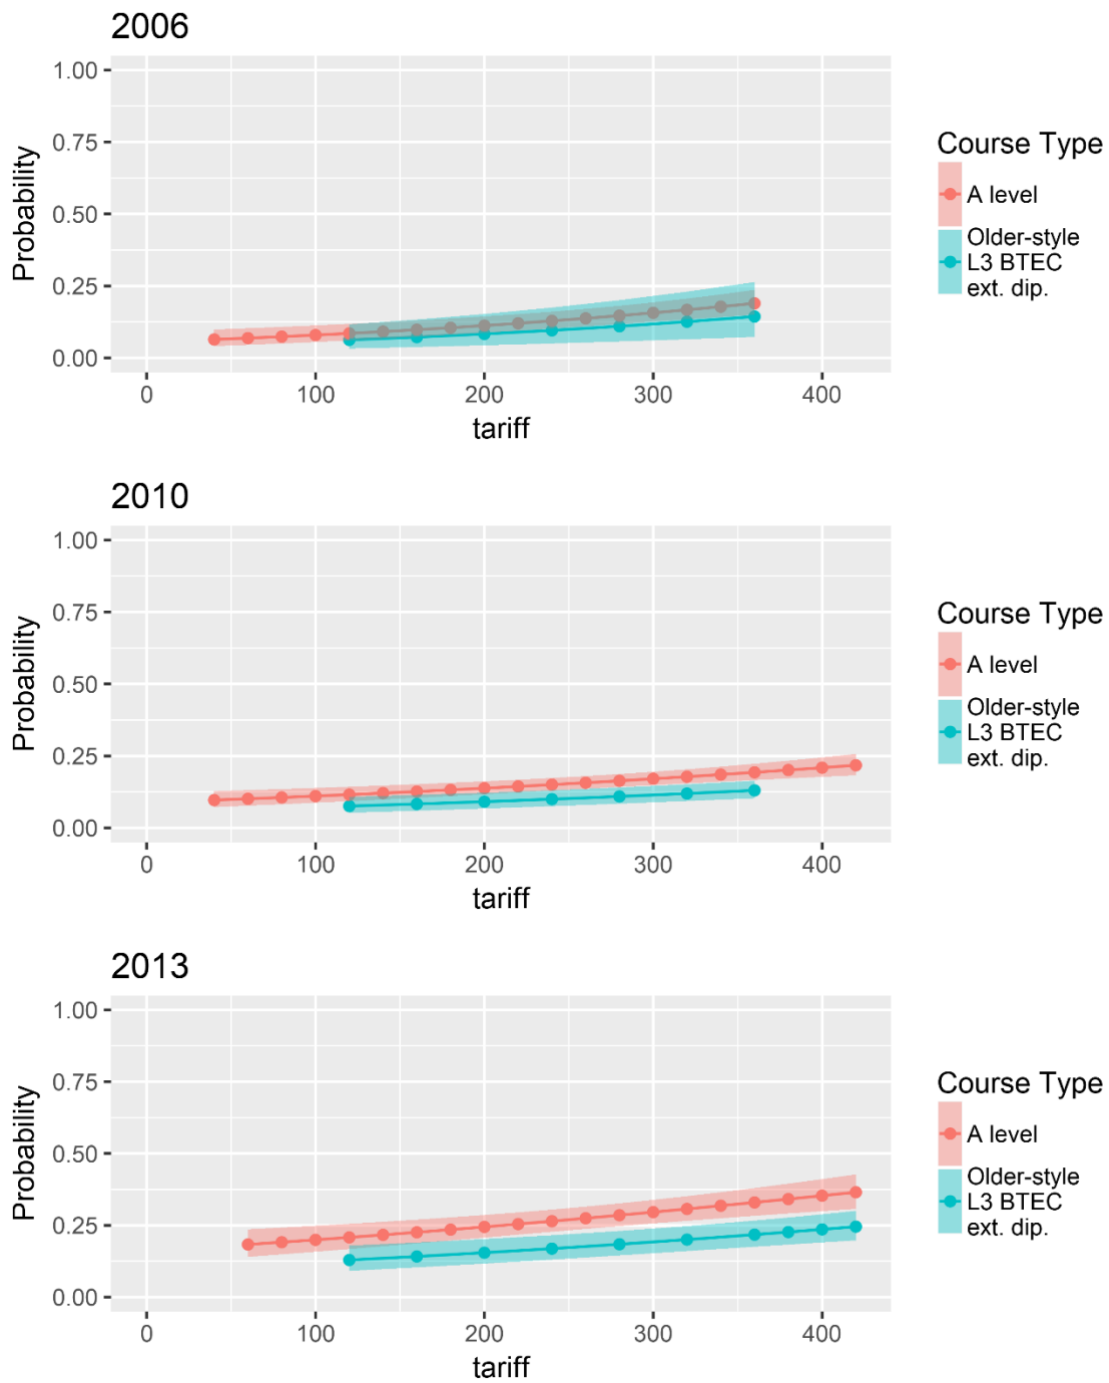 2006
1.00
0.75
0.50
0.25
0.00
Probability
0 100 200 300 400
tariff
Course Type
A level
Older-style
L3 BTEC
ext. dip.
2010
1.00
0.75
0.50
0.25
0.00
Probability
0 100 200 300 400
tariff
Course Type
A level
Older-style
L3 BTEC
ext. dip.
2013
1.00
0.75
0.50
0.25
0.00
Probability
0 100 200 300 400
tariff
Course Type
A level
Older-style
L3 BTEC
ext. dip.